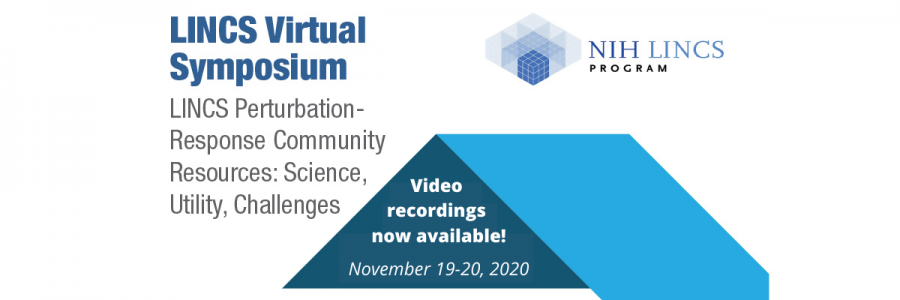 LINCS Virtual
Symposium
LINCS Perturbation-
Response Community
Resources: Science,
Utility, Challenges
NIH LINCS
PROGRAM
Video
recordings
now available!
November 19-20, 2020